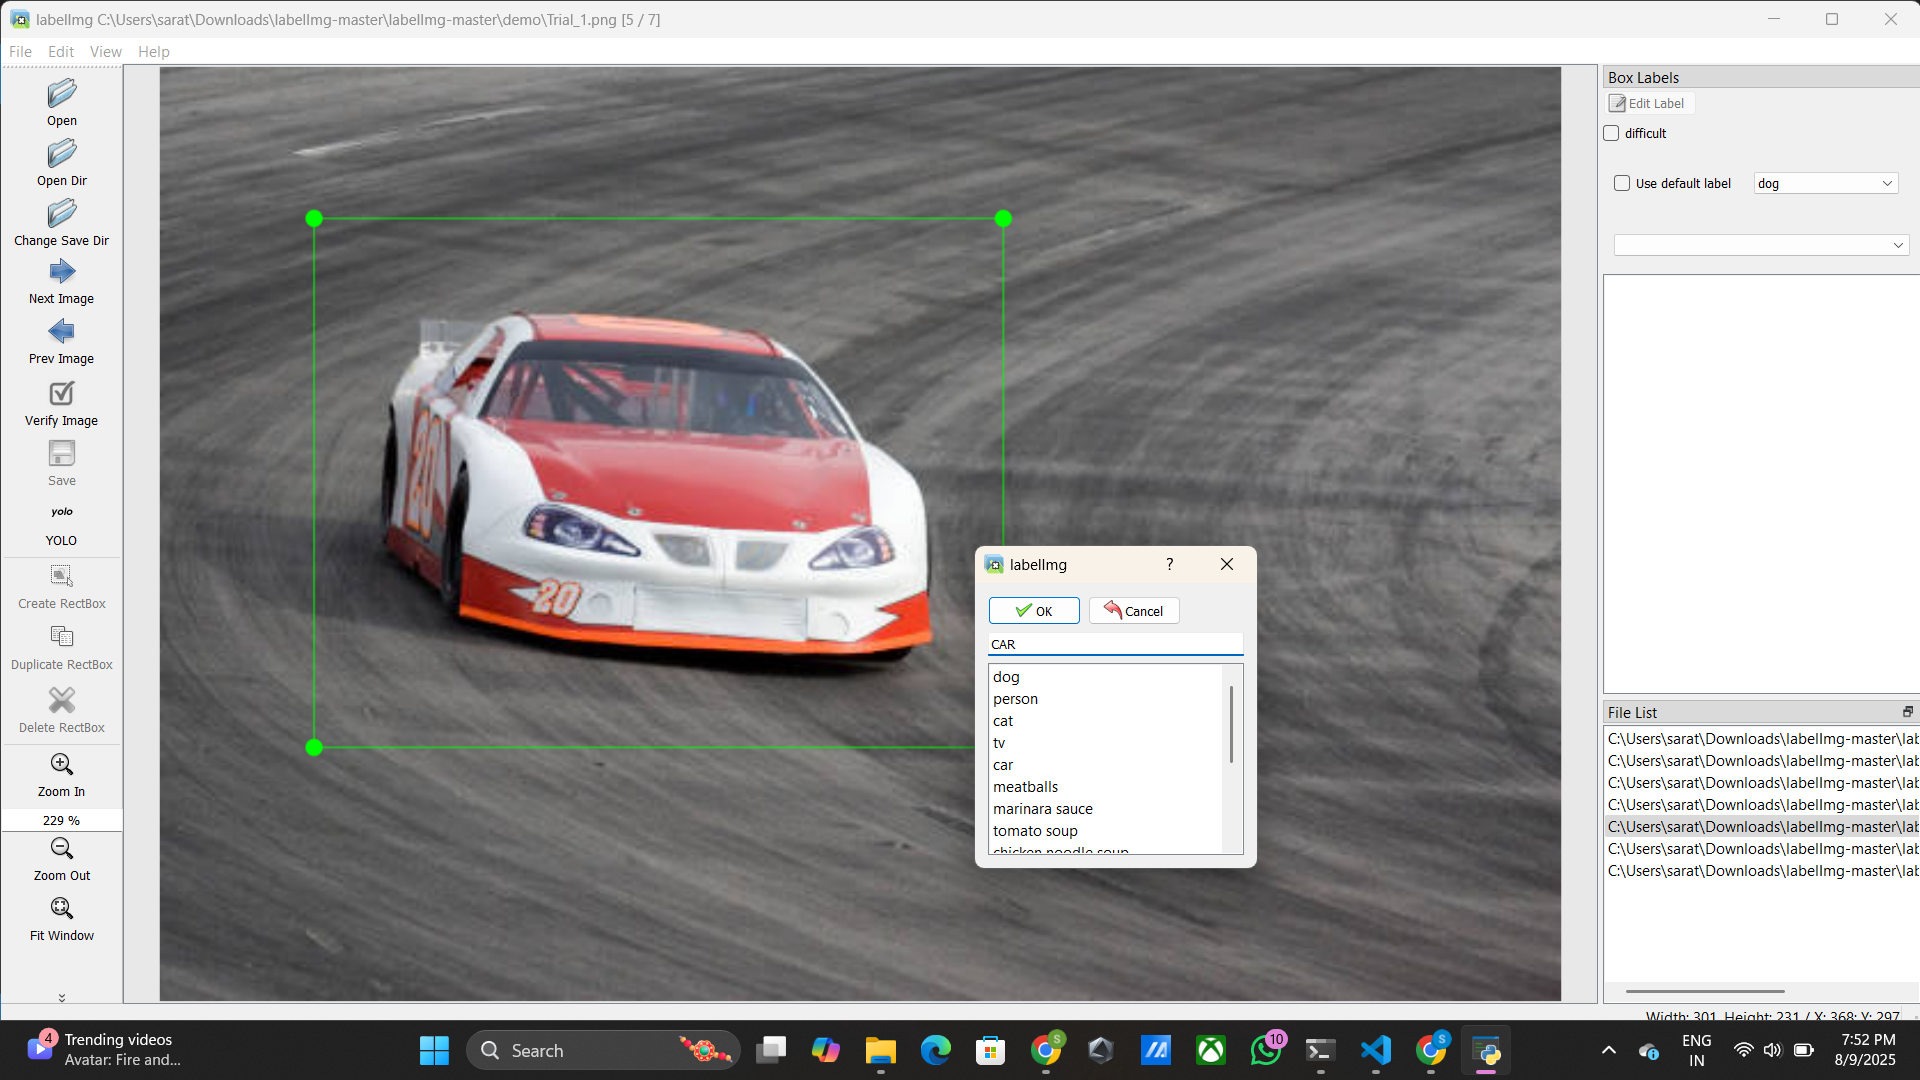 labelImg C:\Users\sarat\Downloads\labelImg-master\labelImg-master\demo\Trial_1.png [5 / 7]
File Edit View Help
Open
Open Dir
Change Save Dir
Next Image
Prev Image
Verify Image
Save
yolo
YOLO
Create RectBox
Duplicate RectBox
Delete RectBox
Zoom In
229 %
Zoom Out
Fit Window
20
20
labelImg
?
OK Cancel
CAR
dog
person
cat
tv
car
meatballs
marinara sauce
tomato soup
chicken noodle soup
Box Labels
Edit Label
difficult
Use default label dog
File List
C:\Users\sarat\Downloads\labelImg-master\lab
C:\Users\sarat\Downloads\labelImg-master\lab
C:\Users\sarat\Downloads\labelImg-master\lab
C:\Users\sarat\Downloads\labelImg-master\lab
C:\Users\sarat\Downloads\labelImg-master\lab
C:\Users\sarat\Downloads\labelImg-master\lab
C:\Users\sarat\Downloads\labelImg-master\lab
Width: 301, Height: 231 / X: 368; Y: 297
4
Trending videos
Avatar: Fire and...
Search
S
10
S
ENG
IN
7:52 PM
8/9/2025